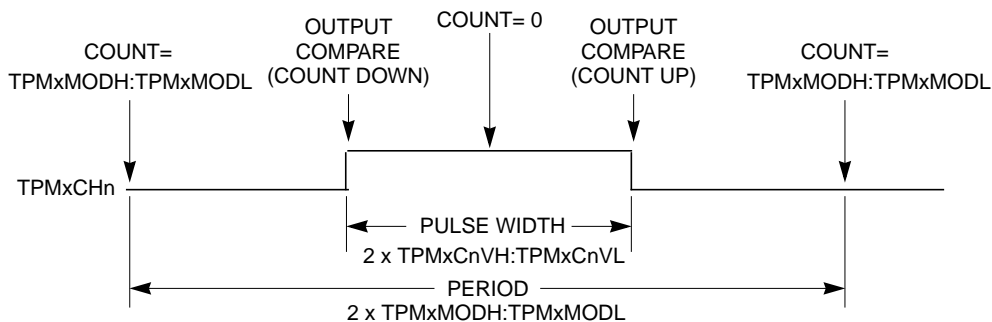 COUNT=
TPMxMODH:TPMxMODL
OUTPUT
COMPARE
(COUNT DOWN)
COUNT= 0
OUTPUT
COMPARE
(COUNT UP)
COUNT=
TPMxMODH:TPMxMODL
TPMxCHn
PULSE WIDTH
2 x TPMxCnVH:TPMxCnVL
PERIOD
2 x TPMxMODH:TPMxMODL